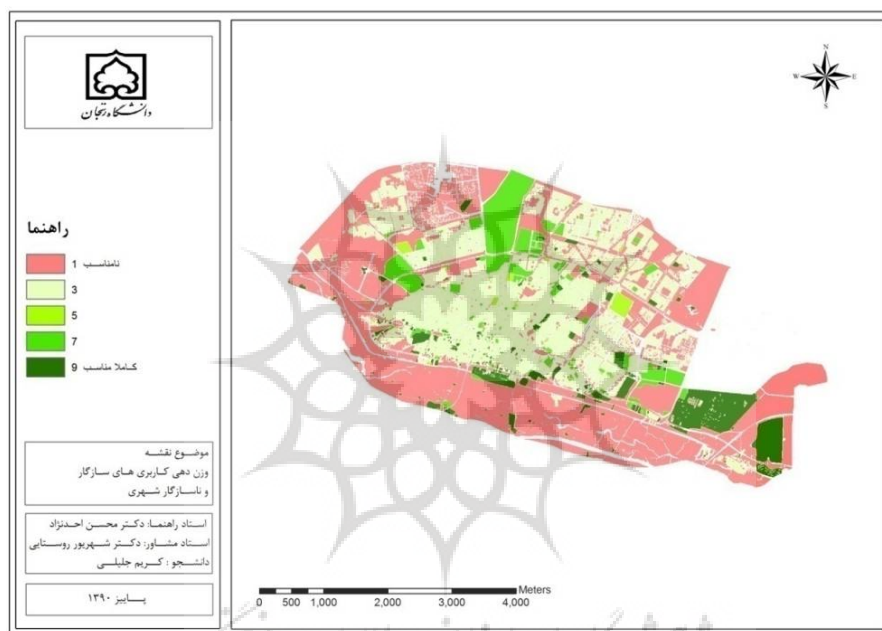 دانشگاه زنجان
راهنما
1 نامناسب
3
5
7
9 کاملا مناسب
موضوع نقشه
وزن دهی کاربری های سازگار
و ناسازگار شهری
استاد راهنما: دکتر محسن احدنژاد
استاد مشاور: دکتر شهریور روستایی
دانشجو : کریم جلیلی
پاییز ۱۳۹۰
N
W E
S
Meters
0 500 1,000 2,000 3,000 4,000